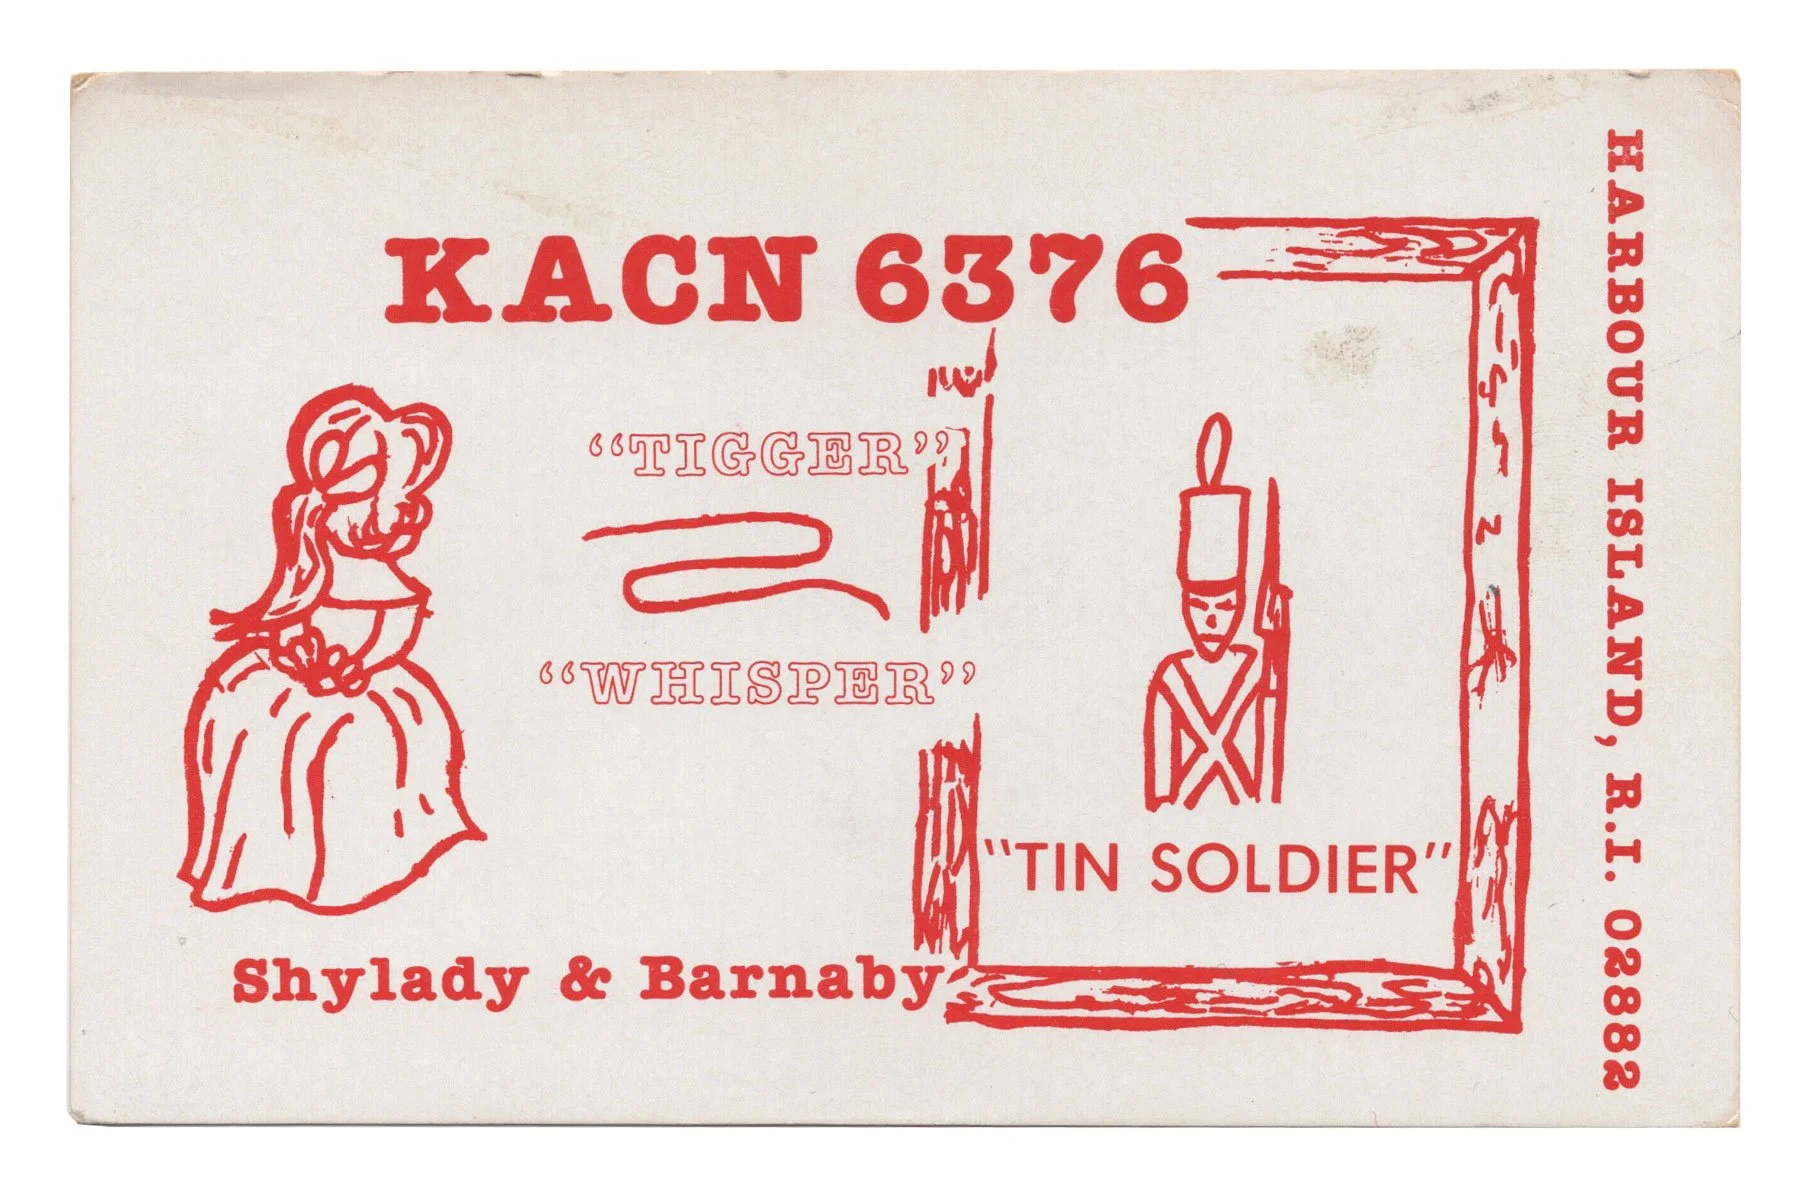 KACN 6376
"TIGGER"
"WHISPER"
"TIN SOLDIER"
Shylady & Barnaby
HARBOUR ISLAND, R.I. 02882